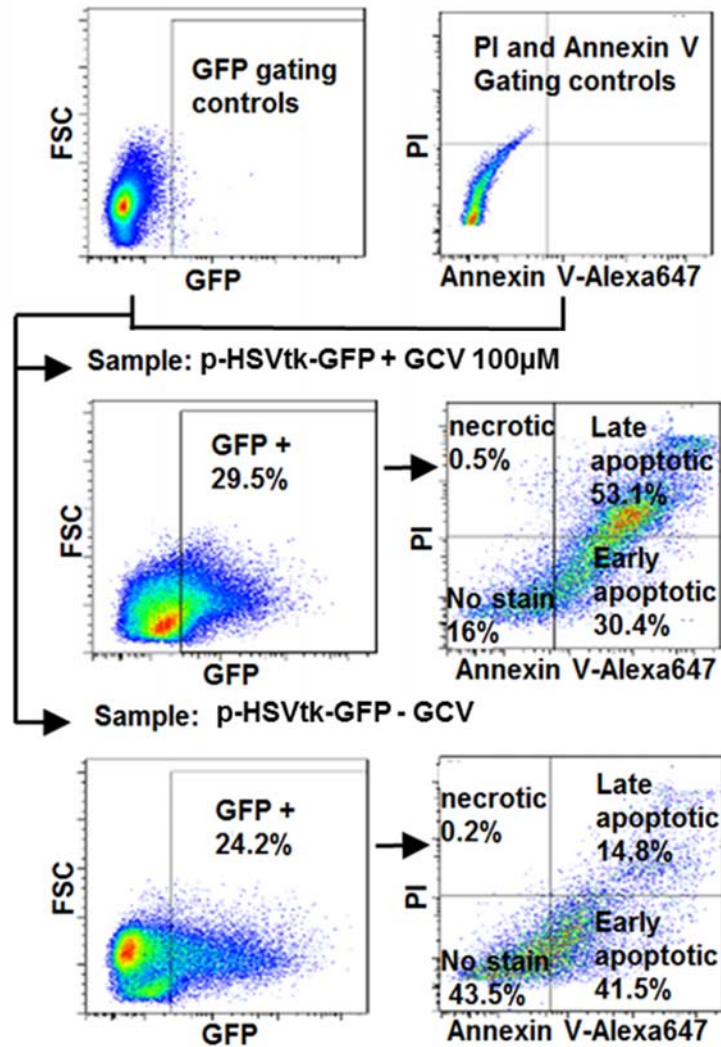 GFP gating
controls
FSC
GFP
PI and Annexin V
Gating controls
PI
Annexin V-Alexa647
Sample: p-HSVtk-GFP + GCV 100µM
GFP +
29.5%
FSC
GFP
necrotic
0.5%
Late
apoptotic
53.1%
PI
No stain
16%
Early
apoptotic
30.4%
Annexin V-Alexa647
Sample: p-HSVtk-GFP - GCV
GFP +
24.2%
FSC
GFP
necrotic
0.2%
Late
apoptotic
14.8%
PI
No stain
43.5%
Early
apoptotic
41.5%
Annexin V-Alexa647